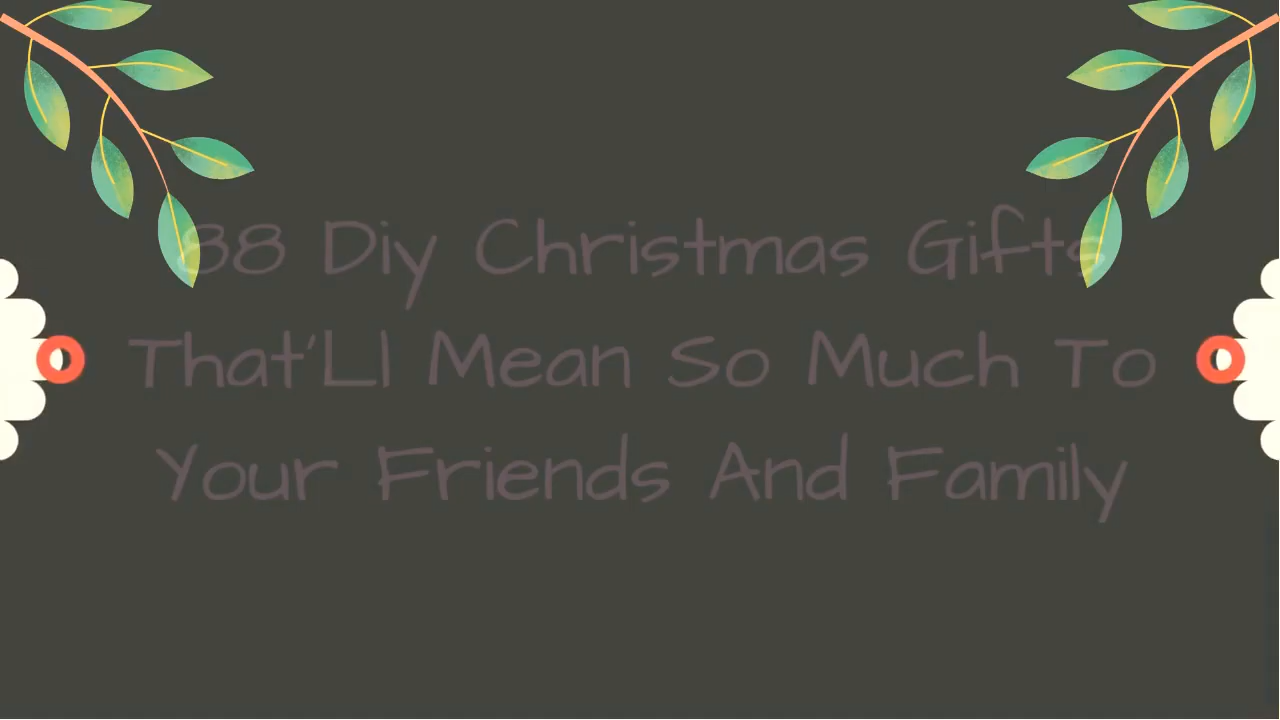 38 Diy Christmas Gifts
That'Ll Mean So Much To
Your Friends And Family